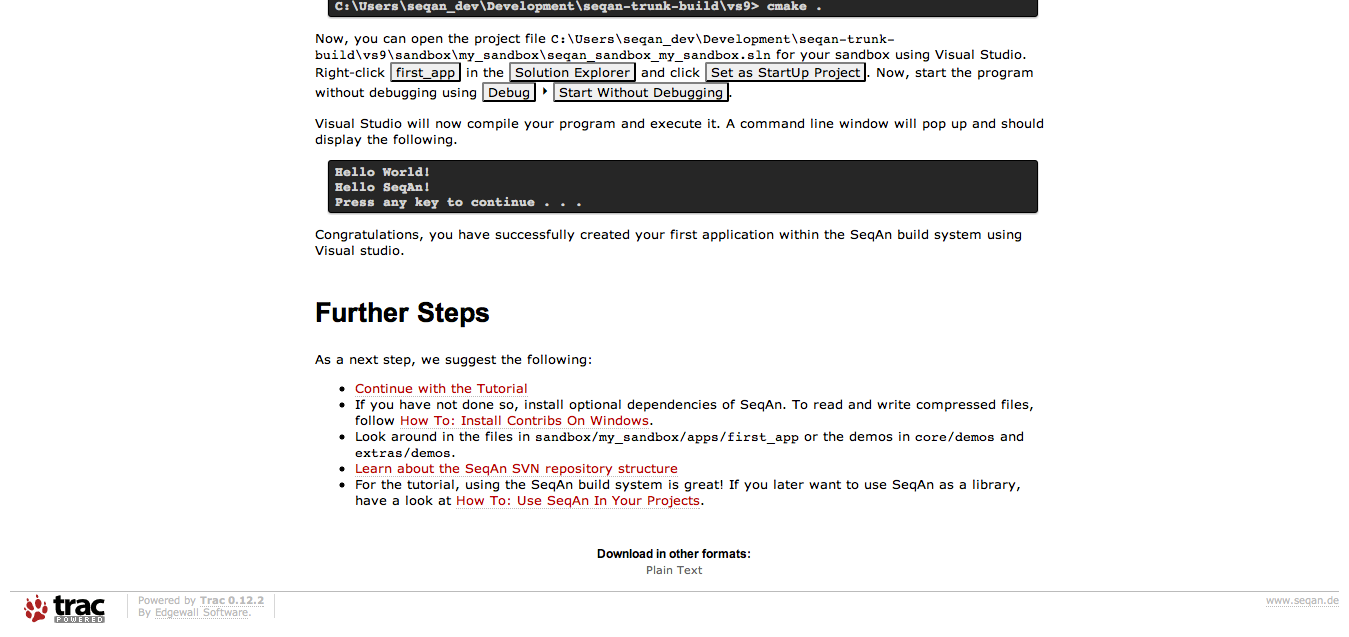 C:\Users\seqan_dev\Development\seqan-trunk-build\vs9> cmake .
Now, you can open the project file C:\Users\seqan_dev\Development\seqan-trunk-
build\vs9\sandbox\my_sandbox\seqan_sandbox_my_sandbox.sln for your sandbox using Visual Studio.
Right-click first_app in the Solution Explorer and click Set as StartUp Project. Now, start the program
without debugging using Debug ‣ Start Without Debugging.
Visual Studio will now compile your program and execute it. A command line window will pop up and should
display the following.
Hello World!
Hello SeqAn!
Press any key to continue . . .
Congratulations, you have successfully created your first application within the SeqAn build system using
Visual studio.
Further Steps
As a next step, we suggest the following:
• Continue with the Tutorial
• If you have not done so, install optional dependencies of SeqAn. To read and write compressed files,
follow How To: Install Contribs On Windows.
• Look around in the files in sandbox/my_sandbox/apps/first_app or the demos in core/demos and
extras/demos.
• Learn about the SeqAn SVN repository structure
• For the tutorial, using the SeqAn build system is great! If you later want to use SeqAn as a library,
have a look at How To: Use SeqAn In Your Projects.
Download in other formats:
Plain Text
trac
POWERED
Powered by Trac 0.12.2
By Edgewall Software.
www.seqan.de